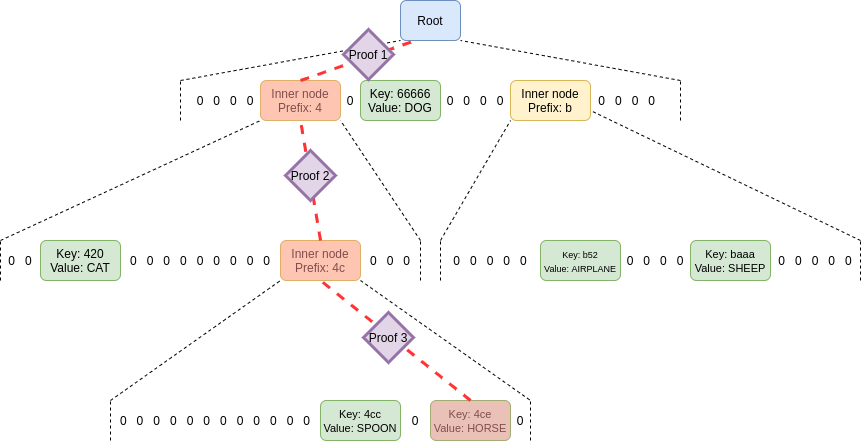 Root
Proof 1
0 0 0 0
Inner node
Prefix: 4
0
Key: 66666
Value: DOG
0 0 0 0
Inner node
Prefix: b
0 0 0 0
Proof 2
0 0
Key: 420
Value: CAT
0 0 0 0 0 0 0 0 0
Inner node
Prefix: 4c
0 0 0
0 0 0 0 0
Key: b52
Value: AIRPLANE
0 0 0 0
Key: baaa
Value: SHEEP
0 0 0 0 0
Proof 3
0 0 0 0 0 0 0 0 0 0 0 0
Key: 4cc
Value: SPOON
0
Key: 4ce
Value: HORSE
0